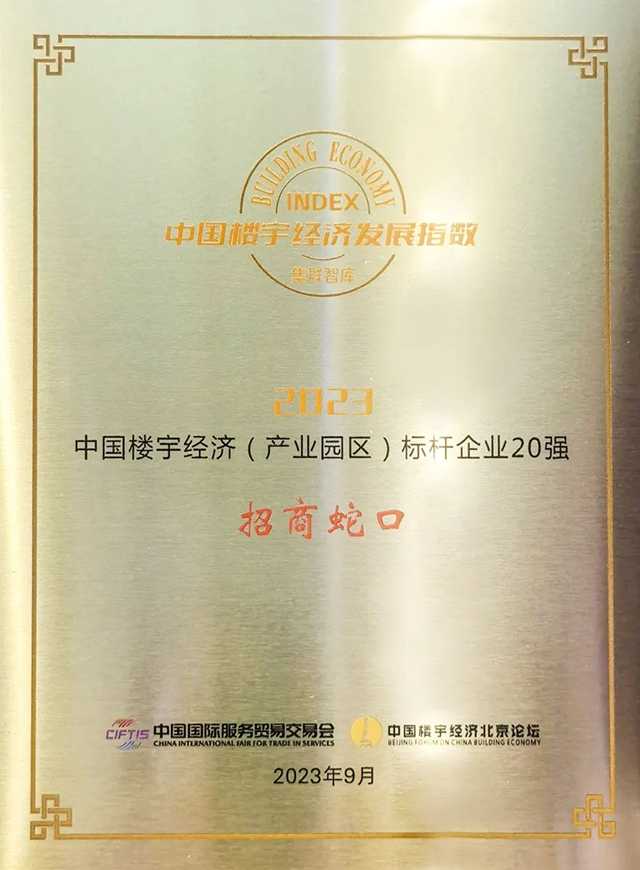 BUILDING ECONOMY
INDEX
中国楼宇经济发展指数
集群智库
2023
中国楼宇经济（产业园区）标杆企业20强
招商蛇口
CIFTIS 中国国际服务贸易交易会
CHINA INTERNATIONAL FAIR FOR TRADE IN SERVICES
中国楼宇经济北京论坛
BEIJING FORUM ON CHINA BUILDING ECONOMY
2023年9月